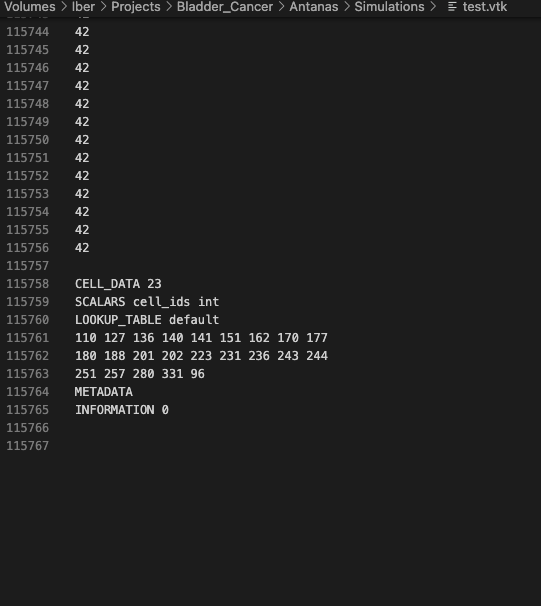 Volumes > Iber > Projects > Bladder_Cancer > Antanas > Simulations > test.vtk
115744 42
115745 42
115746 42
115747 42
115748 42
115749 42
115750 42
115751 42
115752 42
115753 42
115754 42
115755 42
115756 42
115757
115758 CELL_DATA 23
115759 SCALARS cell_ids int
115760 LOOKUP_TABLE default
115761 110 127 136 140 141 151 162 170 177
115762 180 188 201 202 223 231 236 243 244
115763 251 257 280 331 96
115764 METADATA
115765 INFORMATION 0
115766
115767